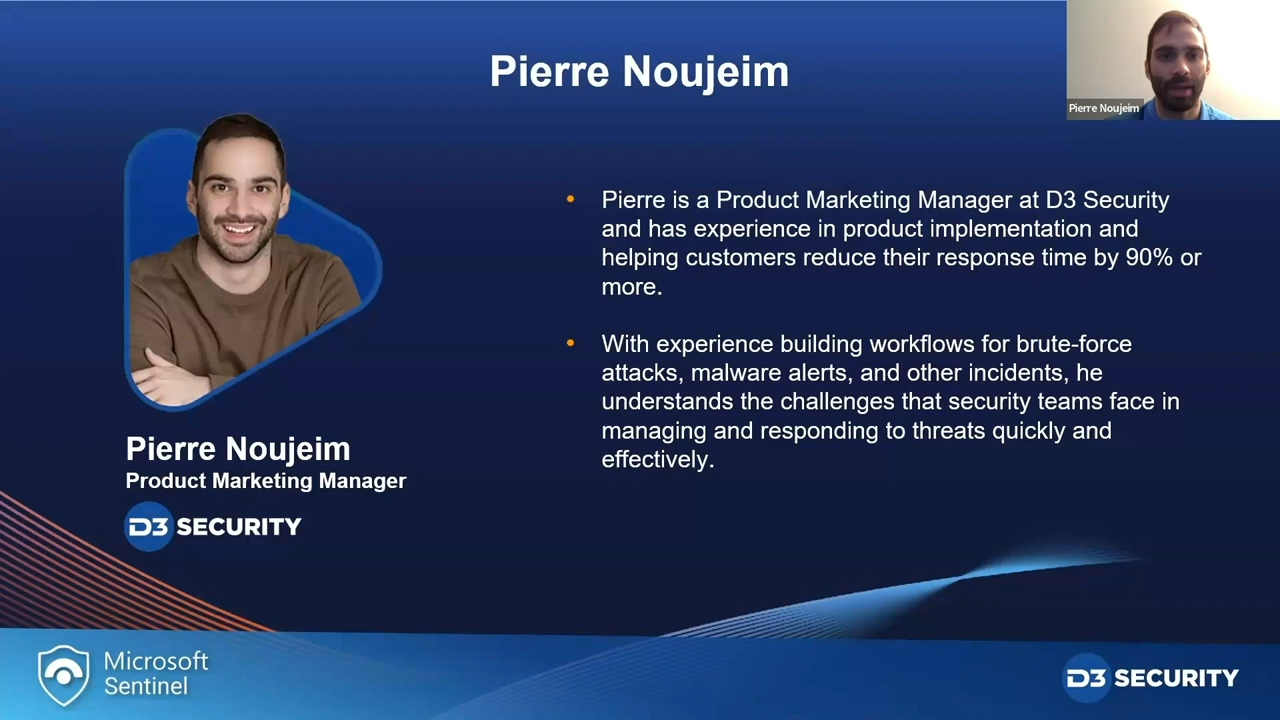 Pierre Noujeim
Pierre Noujeim
• Pierre is a Product Marketing Manager at D3 Security
and has experience in product implementation and
helping customers reduce their response time by 90% or
more.
• With experience building workflows for brute-force
attacks, malware alerts, and other incidents, he
understands the challenges that security teams face in
managing and responding to threats quickly and
effectively.
Pierre Noujeim
Product Marketing Manager
D3 SECURITY
Microsoft
Sentinel
D3 SECURITY